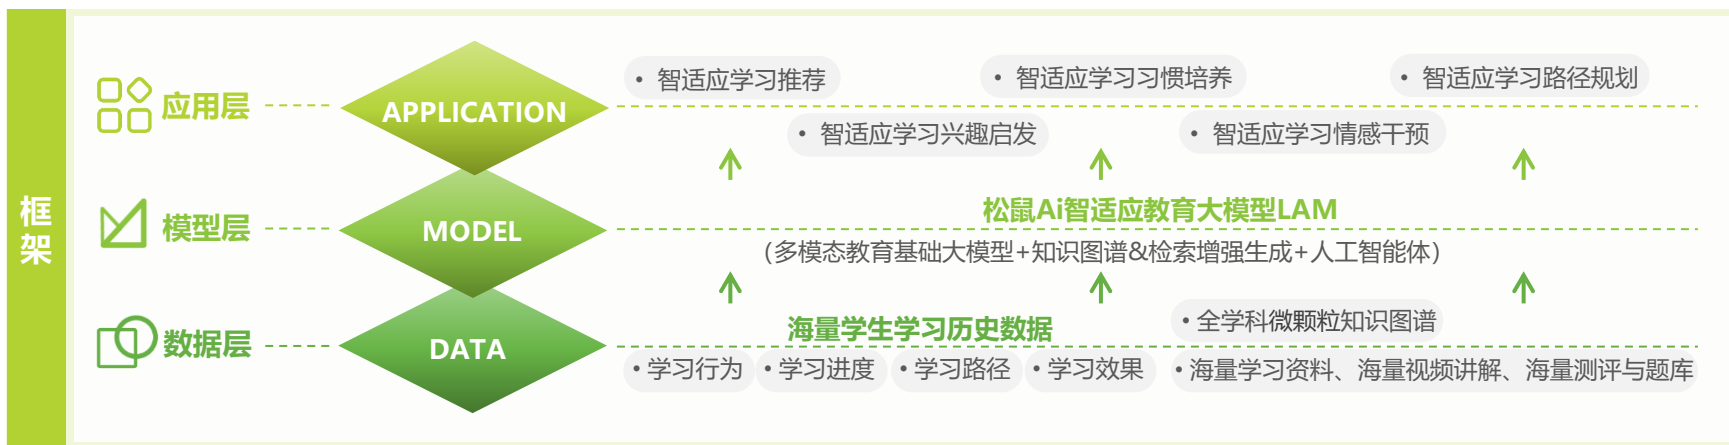 框架
应用层
APPLICATION
• 智适应学习推荐
• 智适应学习习惯培养
• 智适应学习路径规划
• 智适应学习兴趣启发
• 智适应学习情感干预
模型层
MODEL
松鼠Ai智适应教育大模型LAM
(多模态教育基础大模型+知识图谱&检索增强生成+人工智能体)
数据层
DATA
海量学生学习历史数据
• 全学科微颗粒知识图谱
• 学习行为
• 学习进度
• 学习路径
• 学习效果
• 海量学习资料、海量视频讲解、海量测评与题库